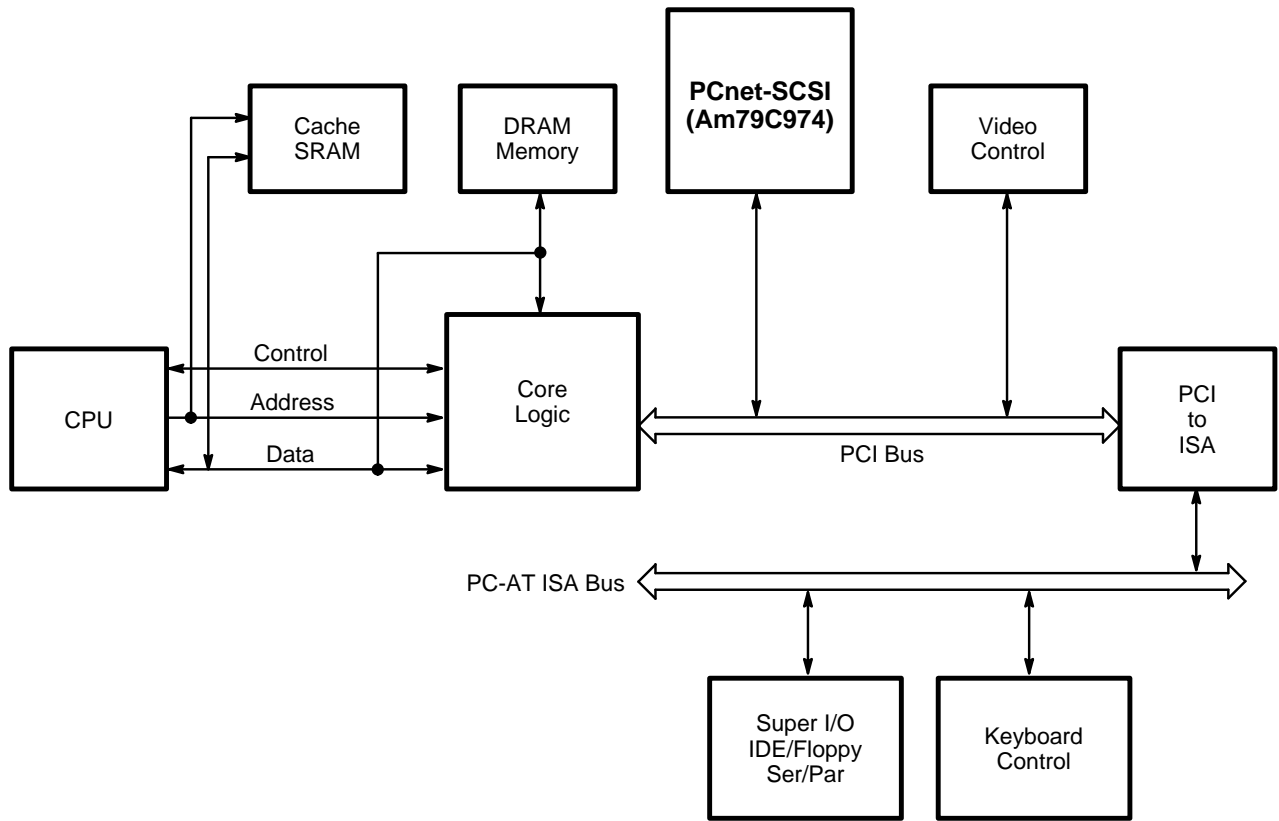 Cache
SRAM
DRAM
Memory
PCnet-SCSI
(Am79C974)
Video
Control
CPU
Control
Address
Data
Core
Logic
PCI Bus
PCI
to
ISA
PC-AT ISA Bus
Super I/O
IDE/Floppy
Ser/Par
Keyboard
Control